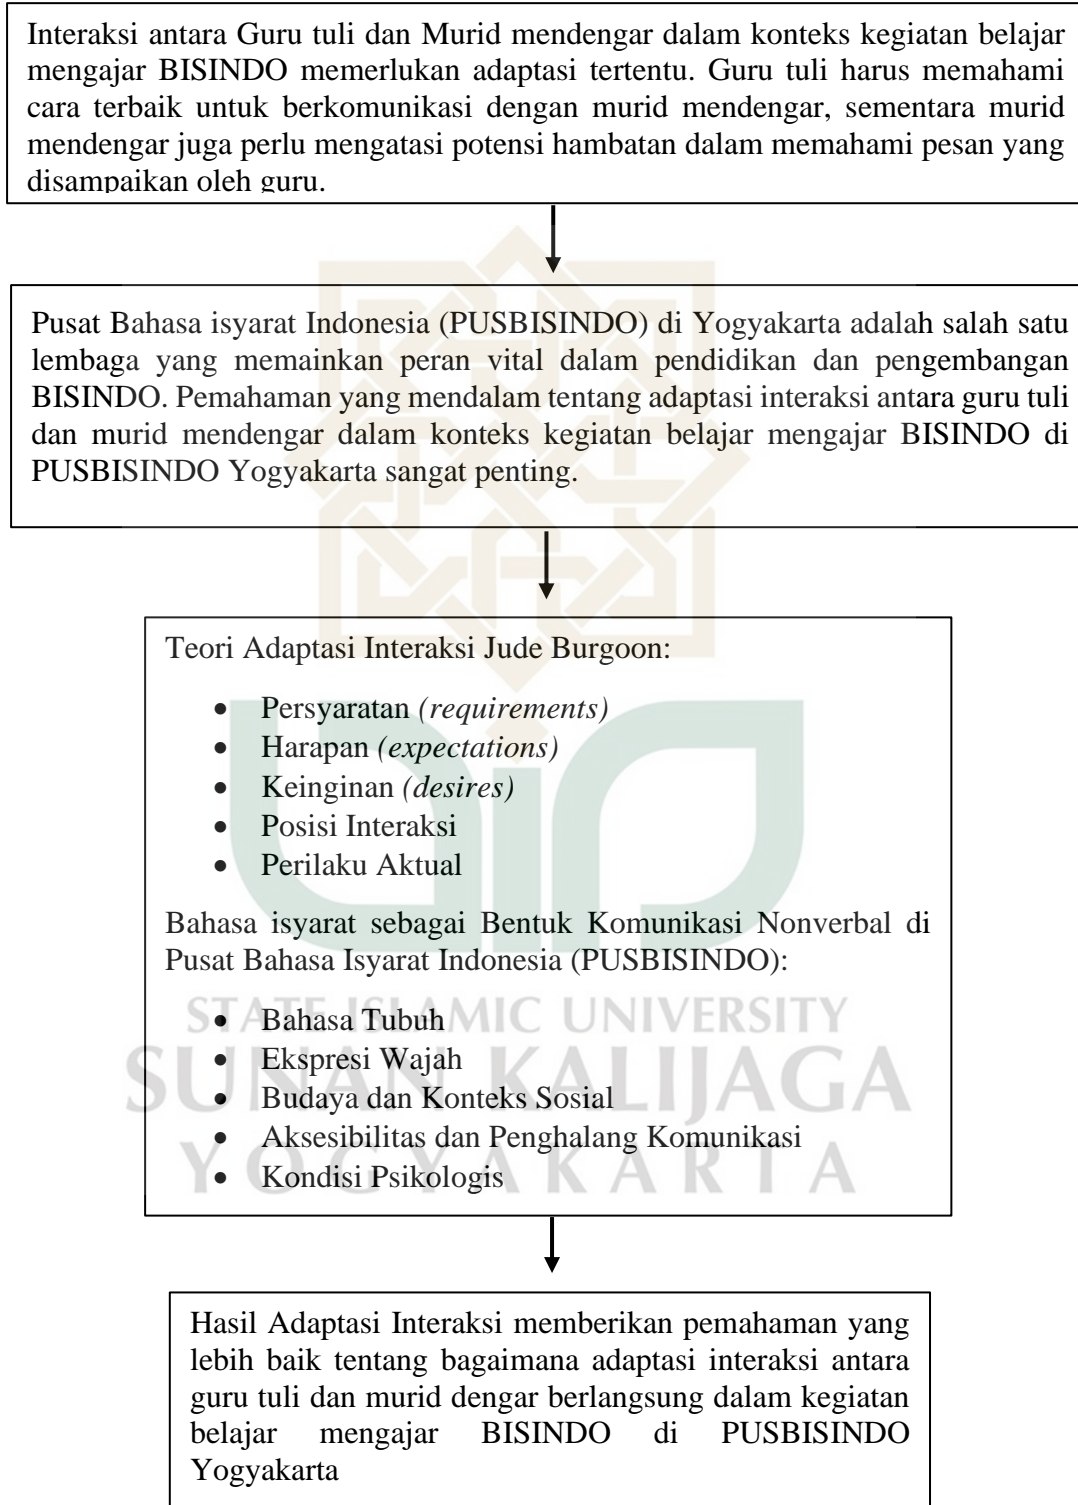 Interaksi antara Guru tuli dan Murid mendengar dalam konteks kegiatan belajar
mengajar BISINDO memerlukan adaptasi tertentu. Guru tuli harus memahami
cara terbaik untuk berkomunikasi dengan murid mendengar, sementara murid
mendengar juga perlu mengatasi potensi hambatan dalam memahami pesan yang
disampaikan oleh guru.
Pusat Bahasa isyarat Indonesia (PUSBISINDO) di Yogyakarta adalah salah satu
lembaga yang memainkan peran vital dalam pendidikan dan pengembangan
BISINDO. Pemahaman yang mendalam tentang adaptasi interaksi antara guru tuli
dan murid mendengar dalam konteks kegiatan belajar mengajar BISINDO di
PUSBISINDO Yogyakarta sangat penting.
Teori Adaptasi Interaksi Jude Burgoon:
• Persyaratan (requirements)
• Harapan (expectations)
• Keinginan (desires)
• Posisi Interaksi
• Perilaku Aktual
Bahasa isyarat sebagai Bentuk Komunikasi Nonverbal di
Pusat Bahasa Isyarat Indonesia (PUSBISINDO):
• Bahasa Tubuh
• Ekspresi Wajah
• Budaya dan Konteks Sosial
• Aksesibilitas dan Penghalang Komunikasi
• Kondisi Psikologis
STATE ISLAMIC UNIVERSITY
SUNAN KALIJAGA
YOGYAKARTA
Hasil Adaptasi Interaksi memberikan pemahaman yang
lebih baik tentang bagaimana adaptasi interaksi antara
guru tuli dan murid dengar berlangsung dalam kegiatan
belajar mengajar BISINDO di PUSBISINDO
Yogyakarta